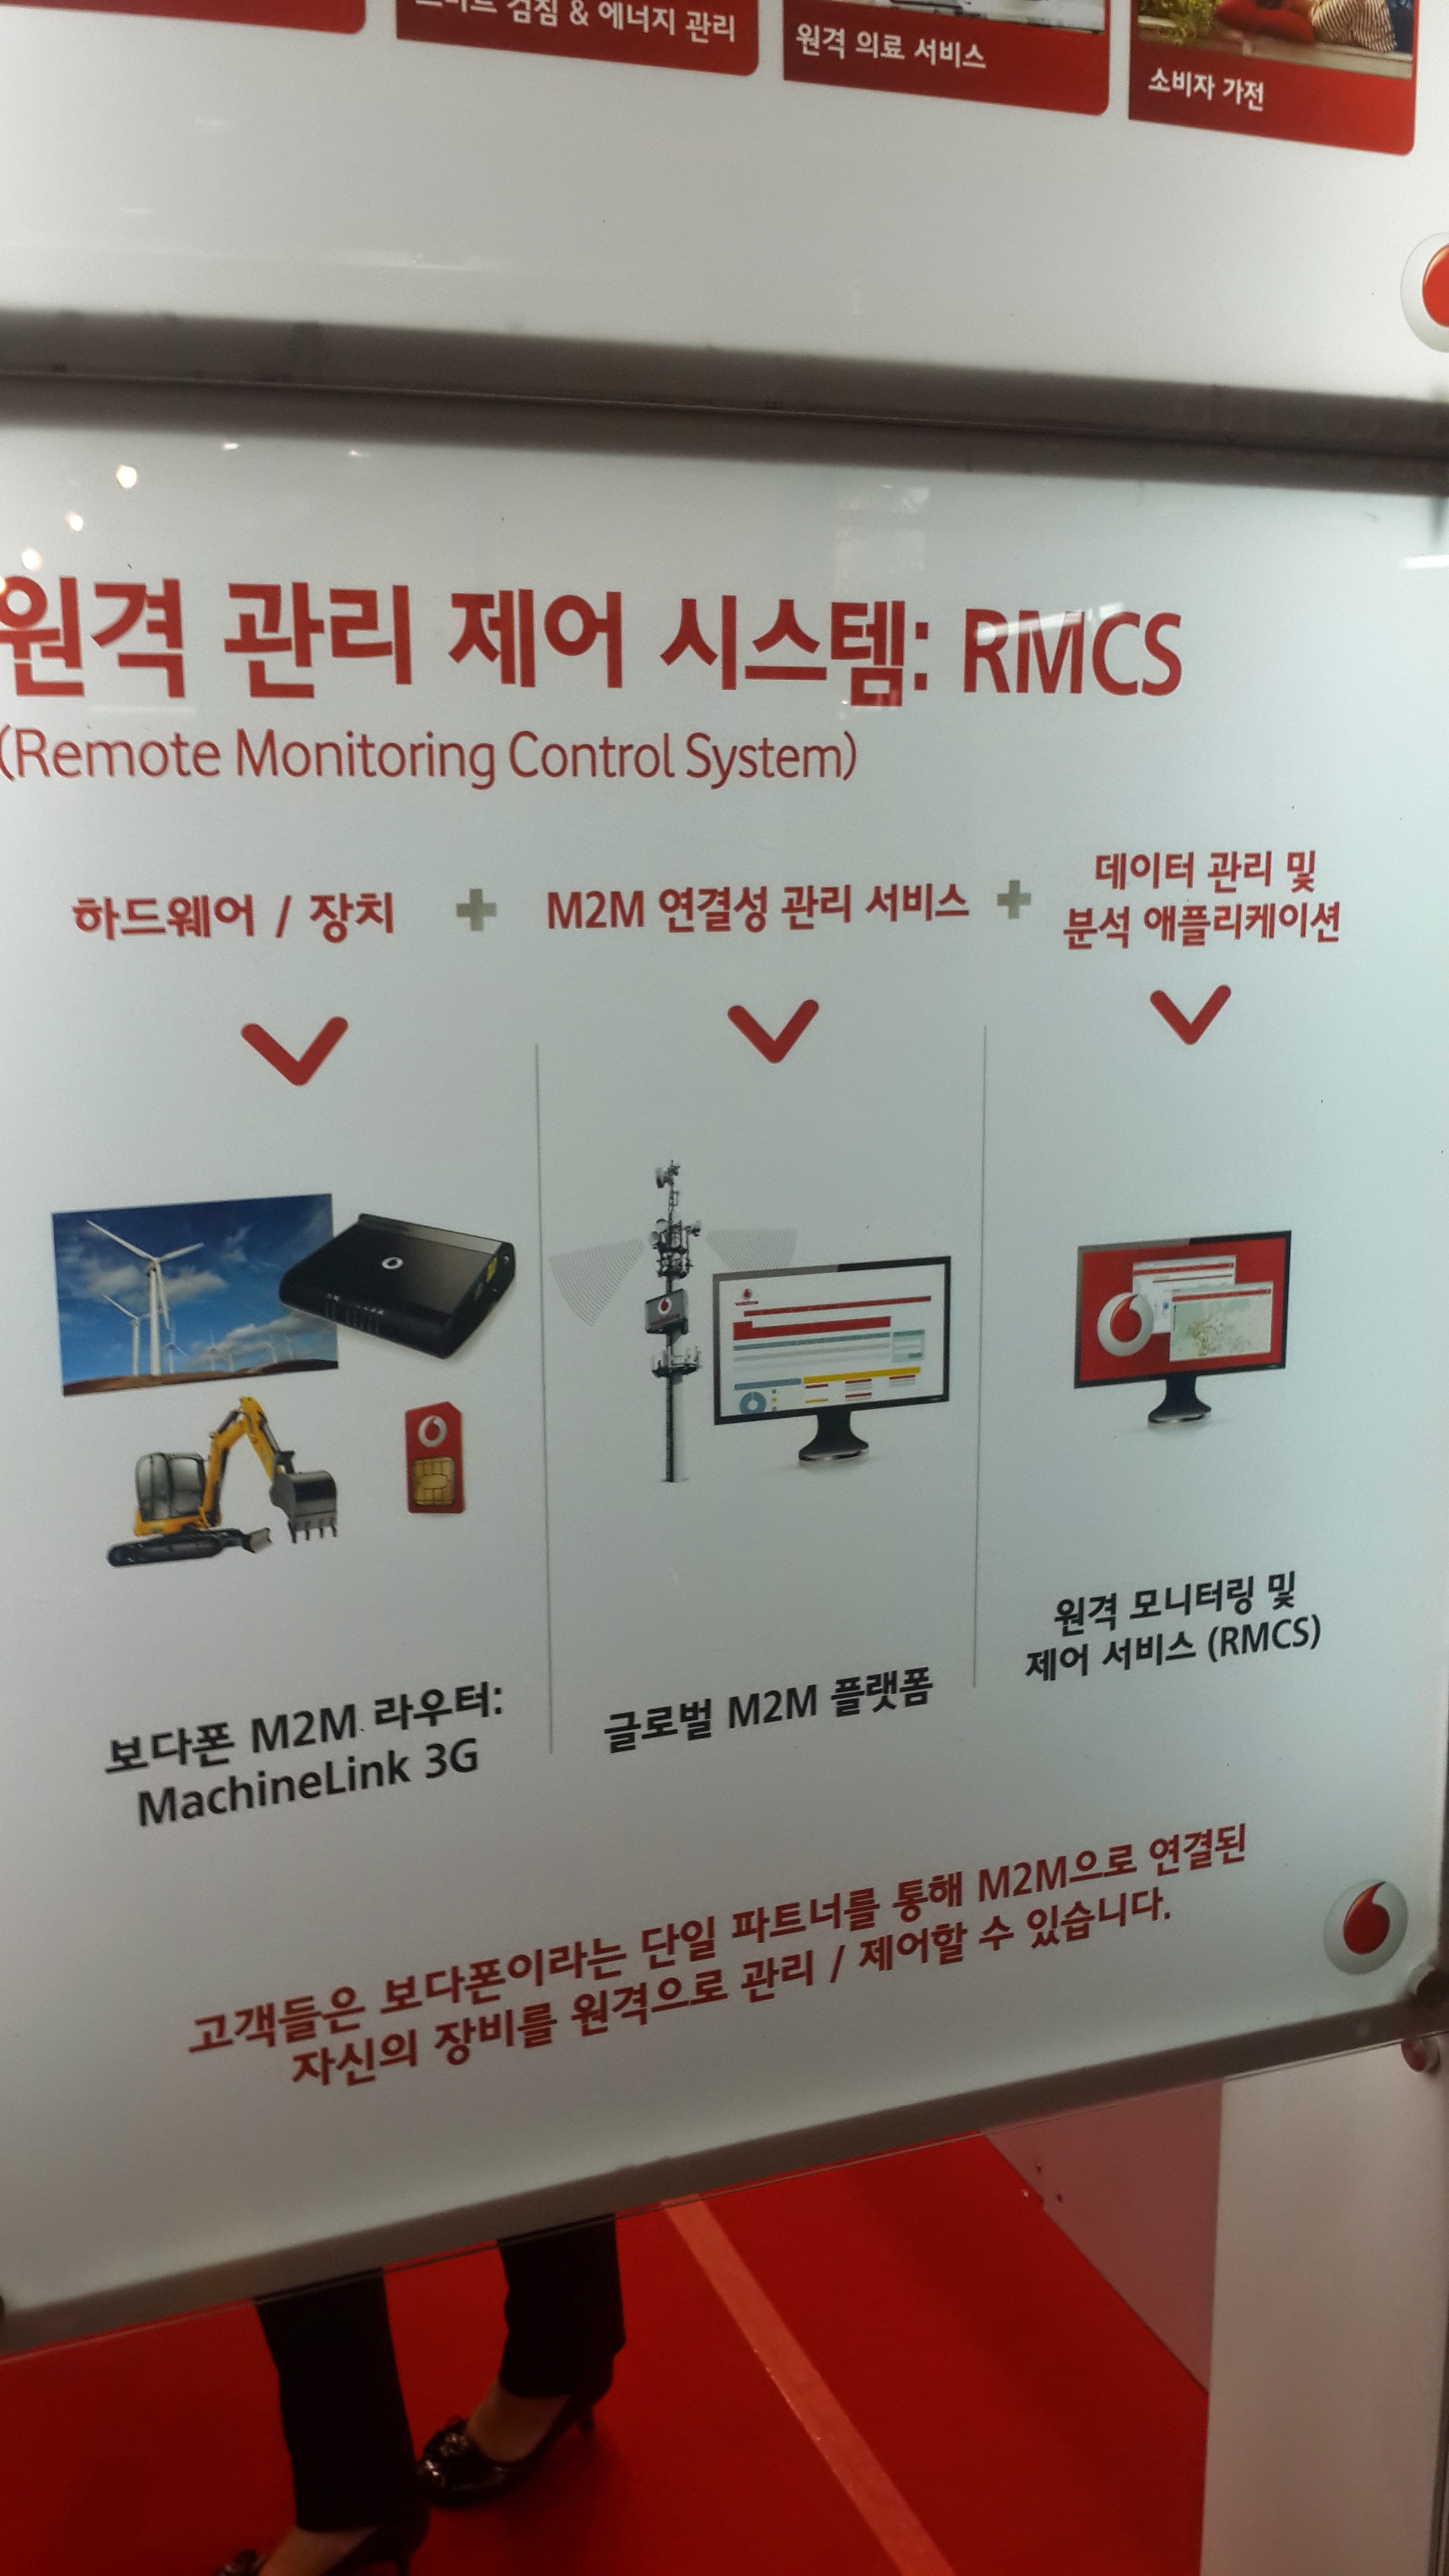 검침 & 에너지 관리
원격 의료 서비스
소비자 가전
원격 관리 제어 시스템: RMCS
(Remote Monitoring Control System)
하드웨어 / 장치
+
M2M 연결성 관리 서비스
+
데이터 관리 및
분석 애플리케이션
보다폰 M2M 라우터:
MachineLink 3G
글로벌 M2M 플랫폼
원격 모니터링 및
제어 서비스 (RMCS)
고객들은 보다폰이라는 단일 파트너를 통해 M2M으로 연결된
자신의 장비를 원격으로 관리 / 제어할 수 있습니다.